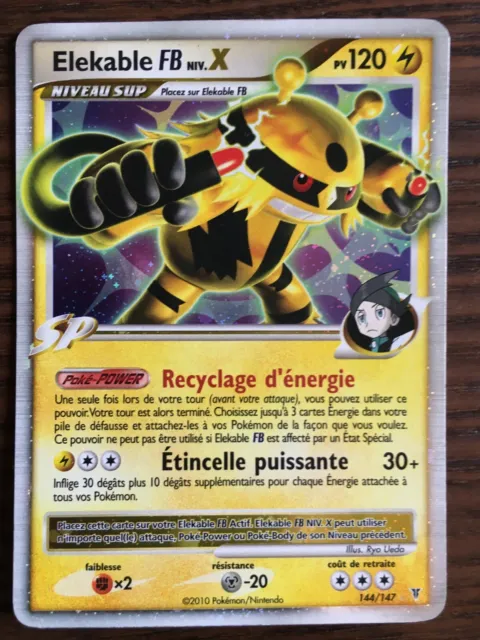 Elekable FB NIV.X PV 120
NIVEAU SUP Placez sur Elekable FB
SP
Poké-POWER Recyclage d'énergie
Une seule fois lors de votre tour (avant votre attaque), vous pouvez utiliser ce
pouvoir. Votre tour est alors terminé. Choisissez jusqu'à 3 cartes Énergie dans votre
pile de défausse et attachez-les à vos Pokémon de la façon que vous voulez.
Ce pouvoir ne peut pas être utilisé si Elekable FB est affecté par un État Spécial.
Étincelle puissante 30+
Inflige 30 dégâts plus 10 dégâts supplémentaires pour chaque Énergie attachée à
tous vos Pokémon.
Placez cette carte sur votre Elekable FB Actif. Elekable FB NIV. X peut utiliser
n'importe quel(le) attaque, Poké-Power ou Poké-Body de son Niveau précédent.
Illus. Ryo Ueda
faiblesse résistance coût de retraite
×2 -20
©2010 Pokémon/Nintendo 144/147